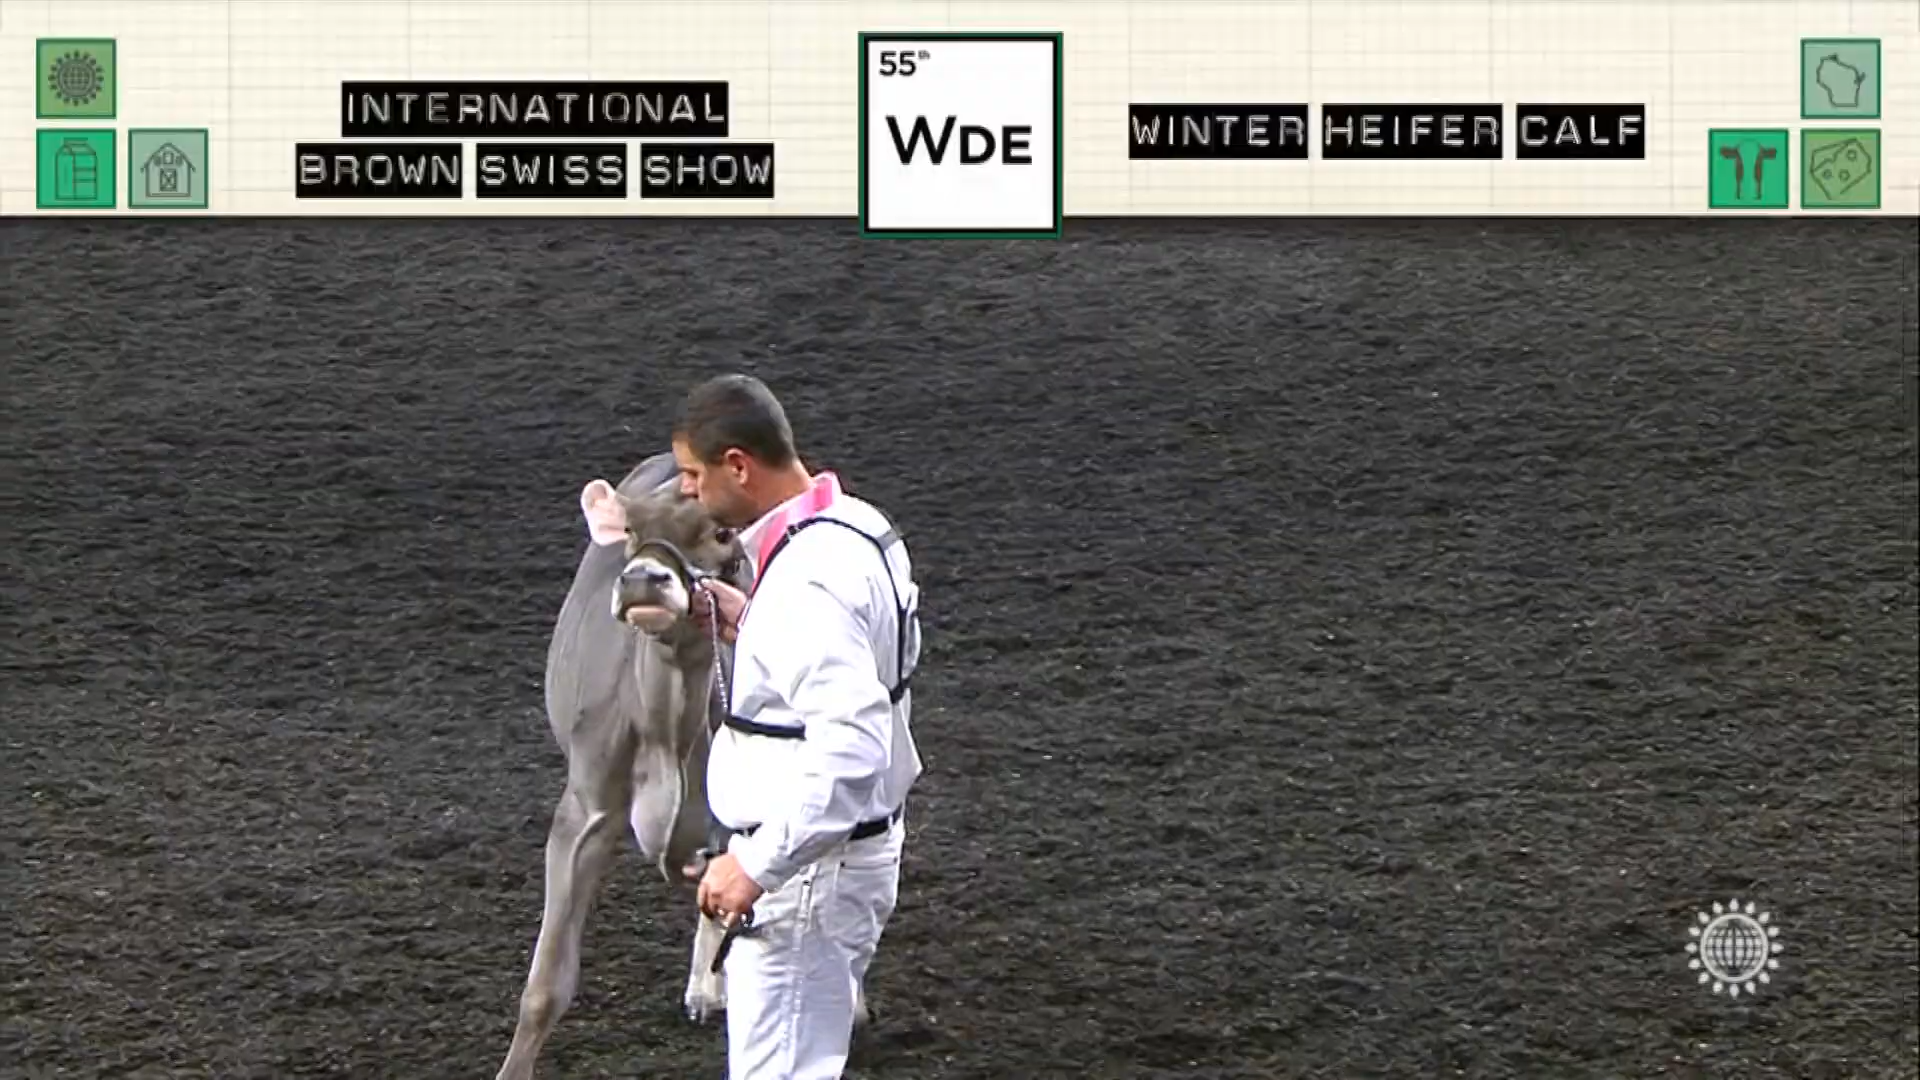 INTERNATIONAL
BROWN SWISS SHOW
55th
WDE
WINTER HEIFER CALF